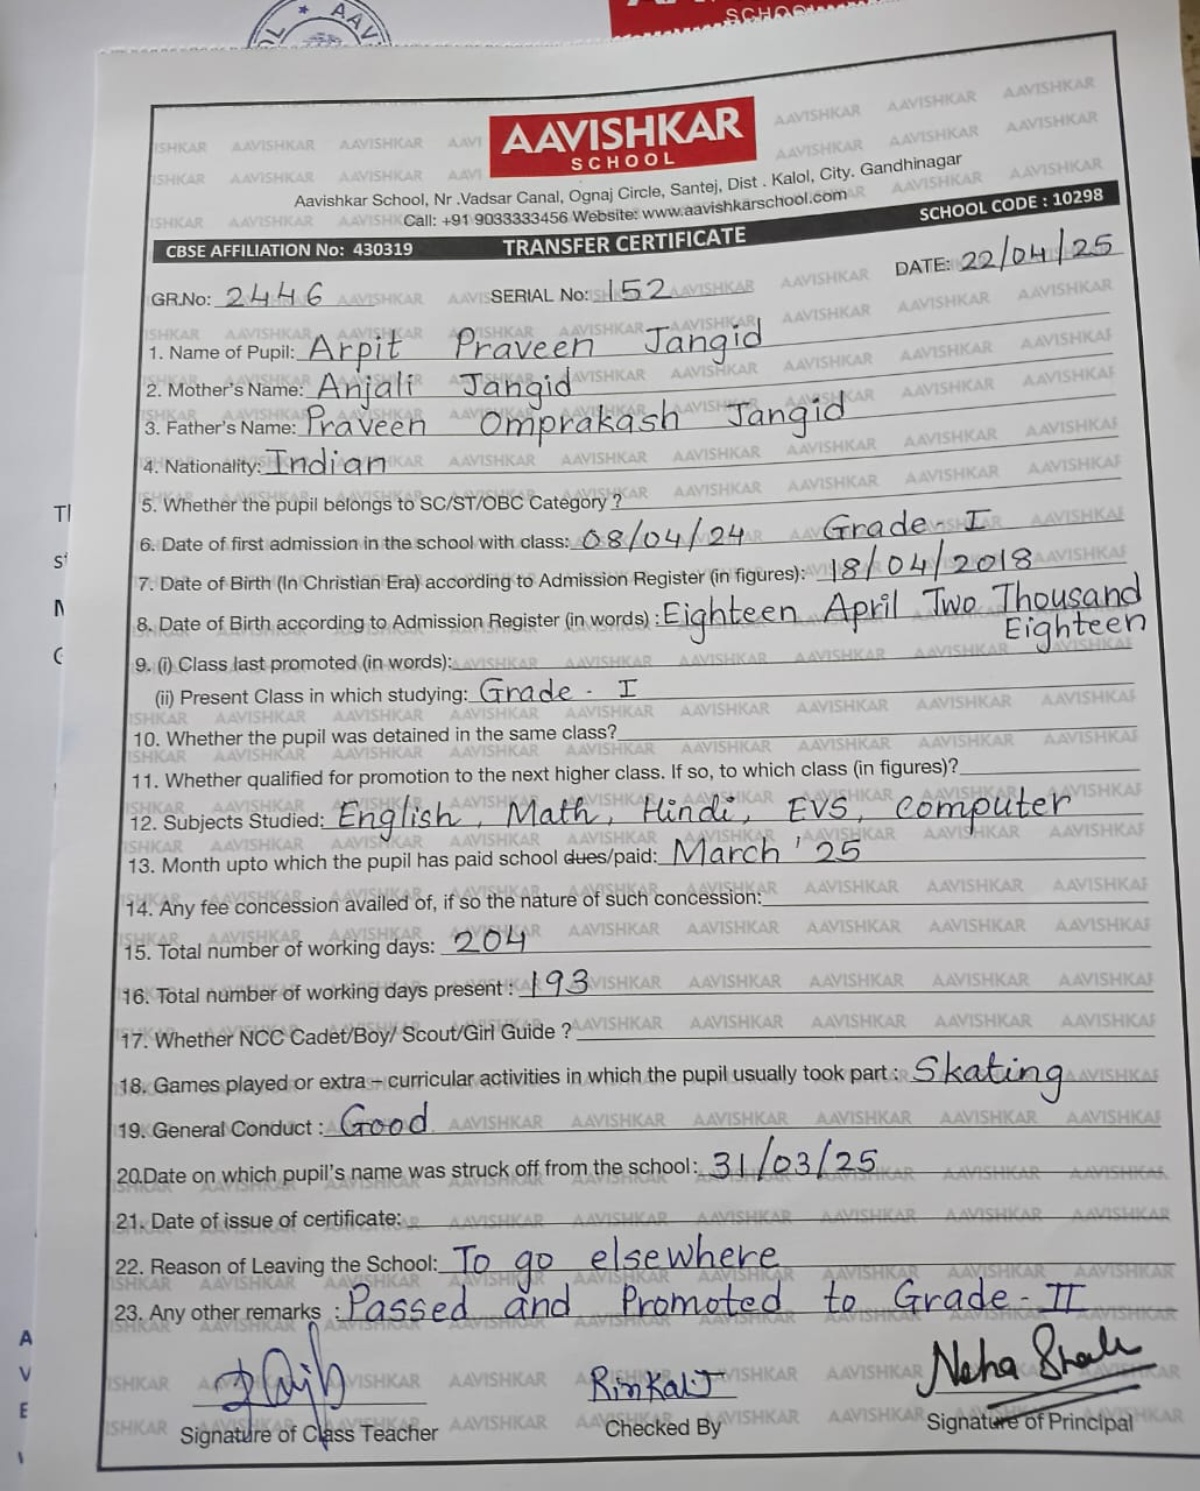 AAV
SCHOOL
AAVISHKAR
SCHOOL
Aavishkar School, Nr .Vadsar Canal, Ognaj Circle, Santej, Dist . Kalol, City. Gandhinagar
Call: +91 9033333456 Website: www.aavishkarschool.com
CBSE AFFILIATION No: 430319 TRANSFER CERTIFICATE SCHOOL CODE : 10298
GR.No: 2446 SERIAL No: 152 DATE: 22/04/25
1. Name of Pupil: Arpit Praveen Jangid
2. Mother's Name: Anjali Jangid
3. Father's Name: Praveen Omprakash Jangid
4. Nationality: Indian
5. Whether the pupil belongs to SC/ST/OBC Category ?
6. Date of first admission in the school with class: 08/04/24 Grade - I
7. Date of Birth (In Christian Era) according to Admission Register (in figures): 18/04/2018
8. Date of Birth according to Admission Register (in words) : Eighteen April Two Thousand
Eighteen
9. (i) Class last promoted (in words):
(ii) Present Class in which studying: Grade - I
10. Whether the pupil was detained in the same class?
11. Whether qualified for promotion to the next higher class. If so, to which class (in figures)?
12. Subjects Studied: English, Math, Hindi, EVS, Computer
13. Month upto which the pupil has paid school dues/paid: March '25
14. Any fee concession availed of, if so the nature of such concession:
15. Total number of working days: 204
16. Total number of working days present : 193
17. Whether NCC Cadet/Boy/ Scout/Girl Guide ?
18. Games played or extra – curricular activities in which the pupil usually took part : Skating
19. General Conduct : Good
20.Date on which pupil's name was struck off from the school: 31/03/25
21. Date of issue of certificate:
22. Reason of Leaving the School: To go elsewhere
23. Any other remarks : Passed and Promoted to Grade - II
Rinkal J Neha Shah
Signature of Class Teacher Checked By Signature of Principal